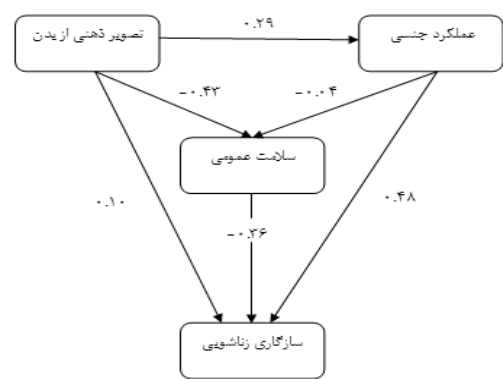 ۰.۲۹
تصویر ذهنی از بدن
عملکرد جنسی
-۰.۴۳
-۰.۰۴
سلامت عمومی
۰.۱۰
۰.۴۸
-۰.۳۶
سازگاری زناشویی